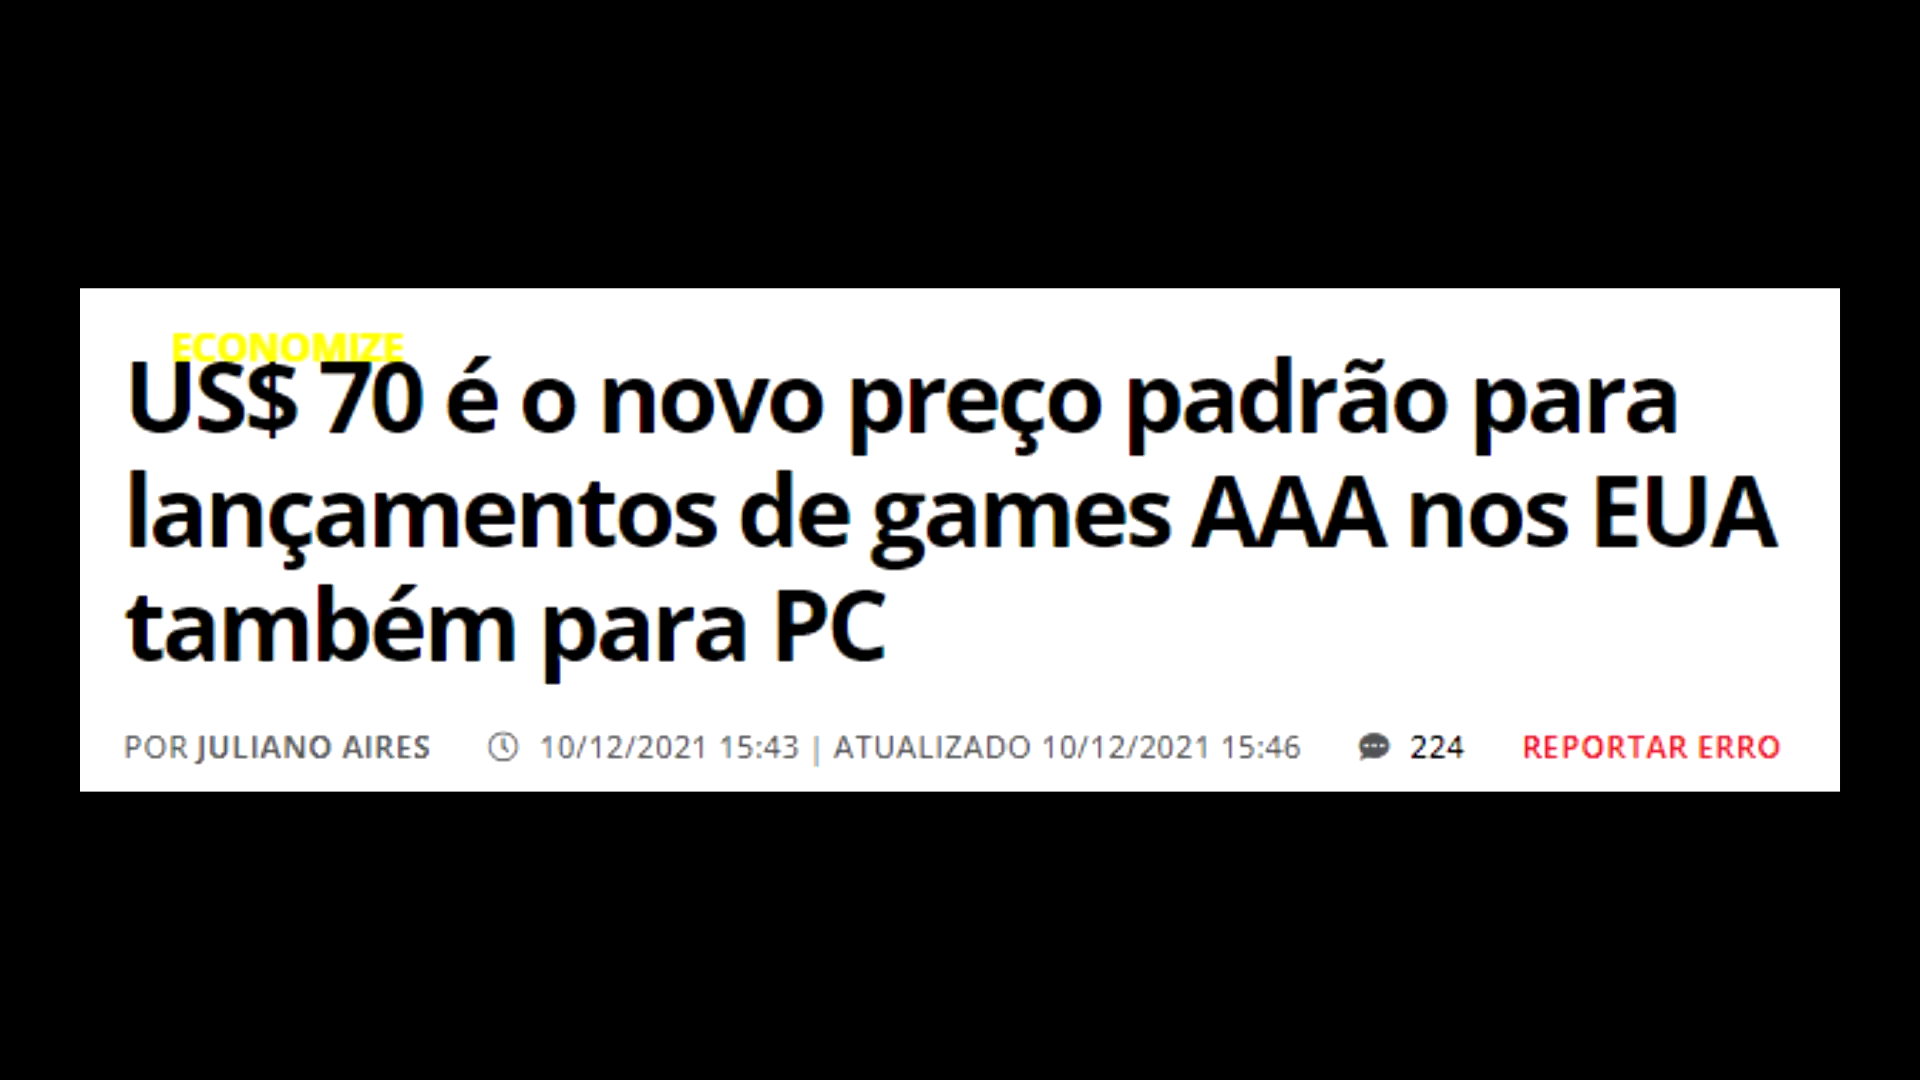 ECONOMIZE
US$ 70 é o novo preço padrão para
lançamentos de games AAA nos EUA
também para PC
POR JULIANO AIRES 10/12/2021 15:43 | ATUALIZADO 10/12/2021 15:46 224 REPORTAR ERRO